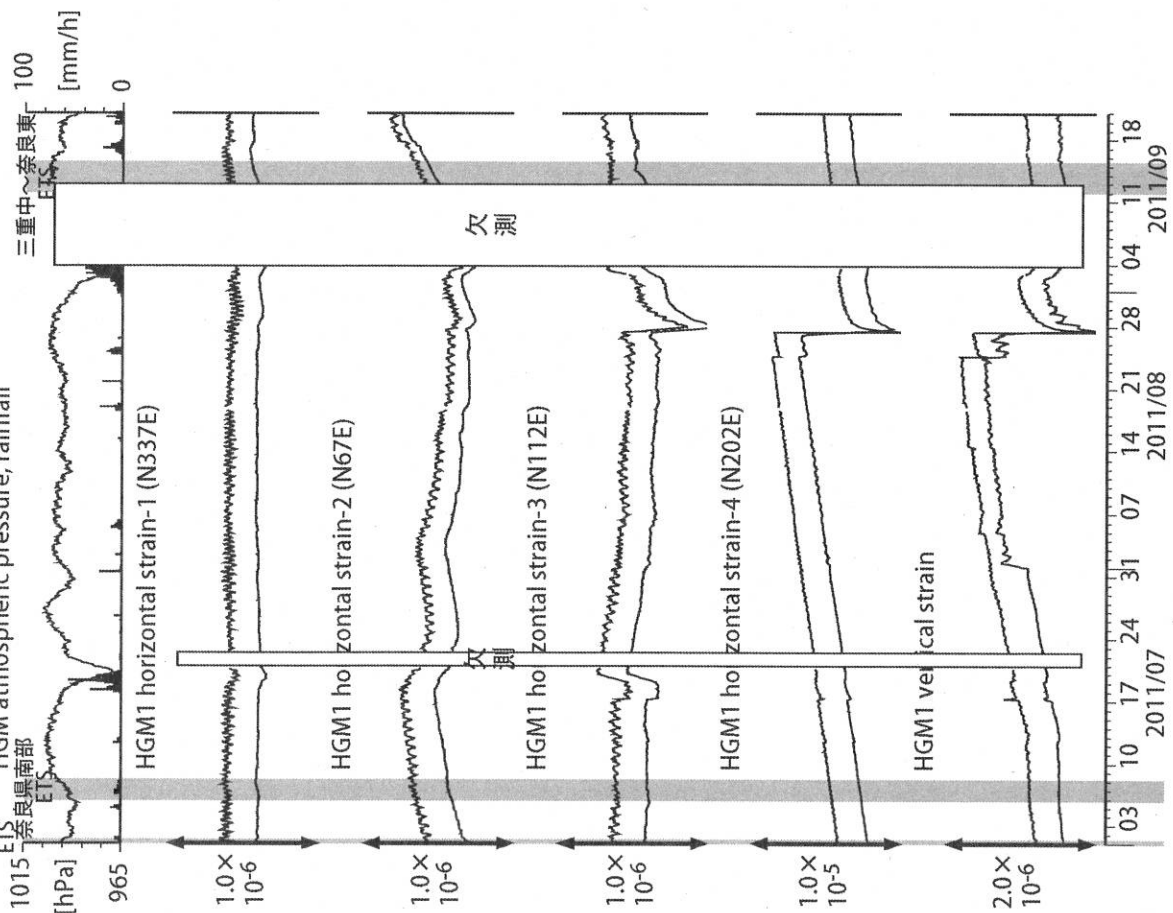 ETS
奈良県南部
ETS
HGM atmospheric pressure, rainfall
三重中～奈良東
ETS
1015
[hPa]
965
100
[mm/h]
0
HGM1 horizontal strain-1 (N337E)
1.0×
10-6
HGM1 horizontal strain-2 (N67E)
1.0×
10-6
HGM1 horizontal strain-3 (N112E)
1.0×
10-6
HGM1 horizontal strain-4 (N202E)
1.0×
10-5
HGM1 vertical strain
2.0×
10-6
欠測
欠測
03 10 17 24 31 07 14 21 28 04 11 18
2011/07 2011/08 2011/09